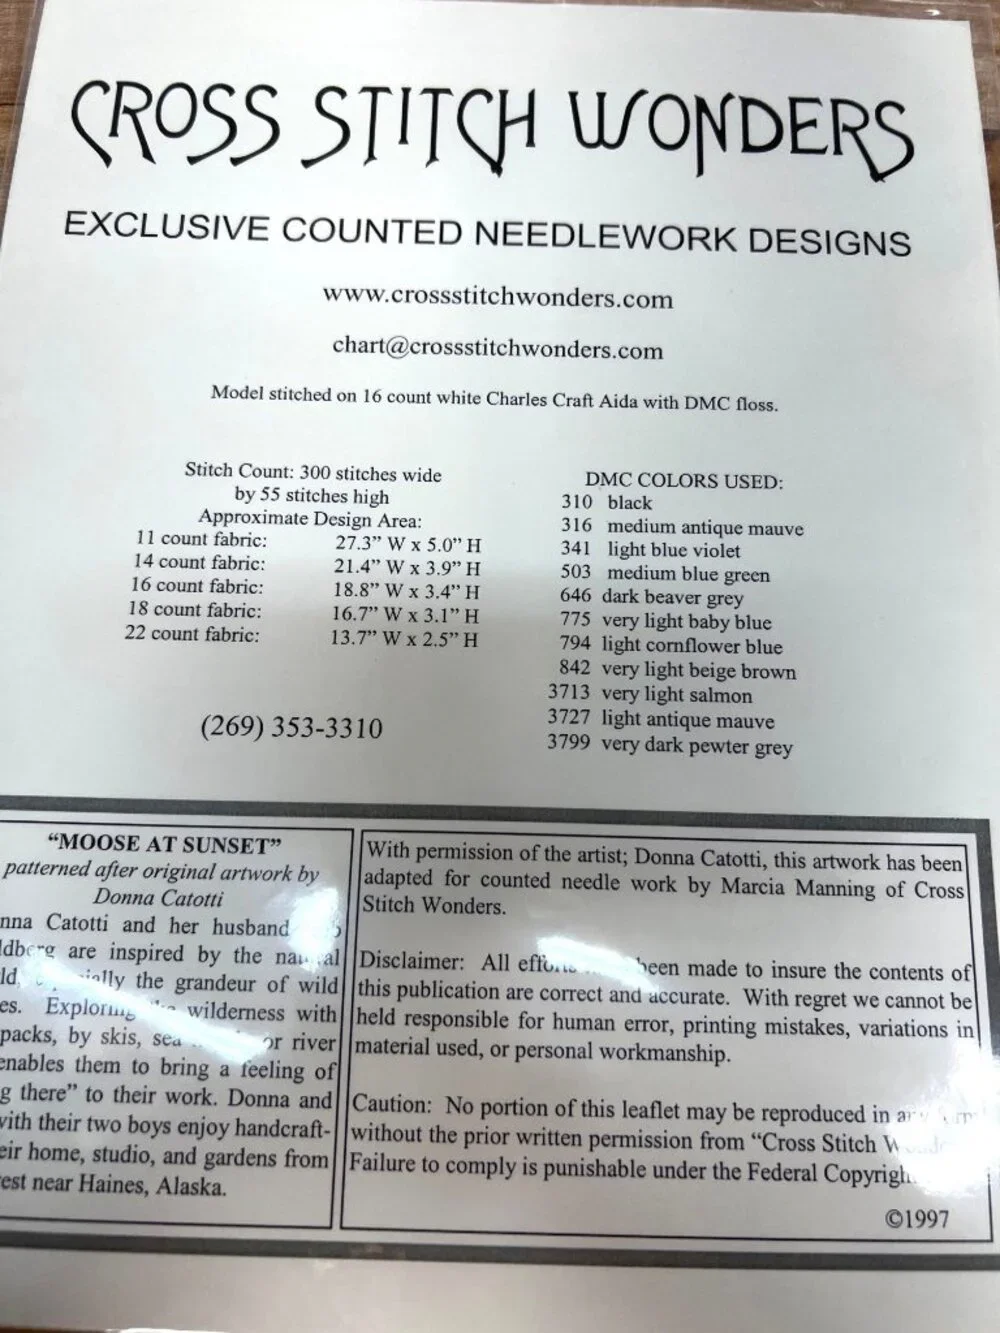 CROSS STITCH WONDERS
EXCLUSIVE COUNTED NEEDLEWORK DESIGNS
www.crossstitchwonders.com
chart@crossstitchwonders.com
Model stitched on 16 count white Charles Craft Aida with DMC floss.
Stitch Count: 300 stitches wide
by 55 stitches high
Approximate Design Area:
11 count fabric: 27.3” W x 5.0” H
14 count fabric: 21.4” W x 3.9” H
16 count fabric: 18.8” W x 3.4” H
18 count fabric: 16.7” W x 3.1” H
22 count fabric: 13.7” W x 2.5” H
(269) 353-3310
DMC COLORS USED:
310 black
316 medium antique mauve
341 light blue violet
503 medium blue green
646 dark beaver grey
775 very light baby blue
794 light cornflower blue
842 very light beige brown
3713 very light salmon
3727 light antique mauve
3799 very dark pewter grey
“MOOSE AT SUNSET”
patterned after original artwork by
Donna Catotti
nna Catotti and her husband
are inspired by the
the grandeur of wild
es. Exploring wilderness with
packs, by skis, sea or river
enables them to bring a feeling of
g there” to their work. Donna and
with their two boys enjoy handcraft-
eir home, studio, and gardens from
est near Haines, Alaska.
With permission of the artist; Donna Catotti, this artwork has been
adapted for counted needle work by Marcia Manning of Cross
Stitch Wonders.
Disclaimer: All been made to insure the contents of
this publication are correct and accurate. With regret we cannot be
held responsible for human error, printing mistakes, variations in
material used, or personal workmanship.
Caution: No portion of this leaflet may be reproduced in
without the prior written permission from “Cross Stitch
Failure to comply is punishable under the Federal
©1997